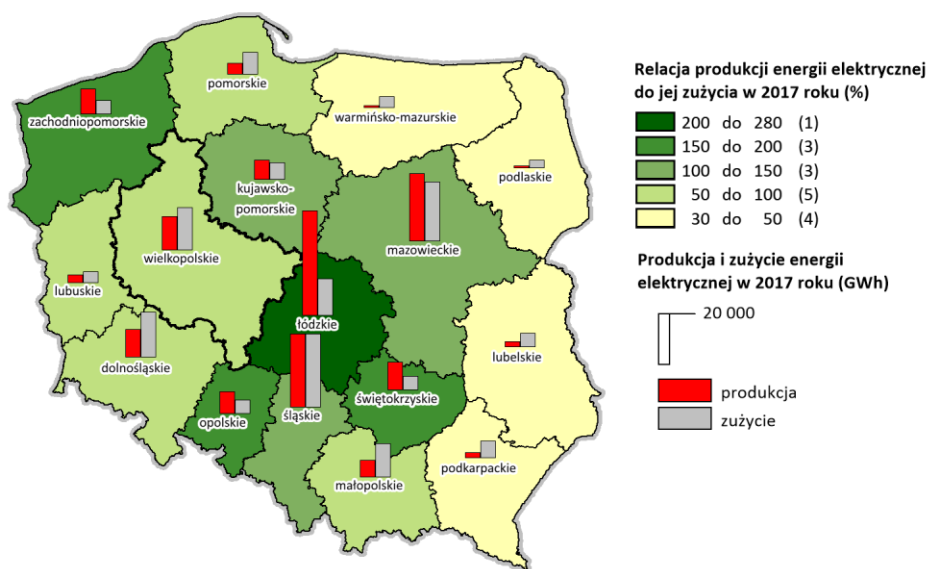 pomorskie
zachodniopomorskie
warmińsko-mazurskie
podlaskie
kujawsko-
pomorskie
mazowieckie
wielkopolskie
lubuskie
łódzkie
lubelskie
dolnośląskie
świętokrzyskie
śląskie
opolskie
podkarpackie
małopolskie
Relacja produkcji energii elektrycznej
do jej zużycia w 2017 roku (%)
200 do 280 (1)
150 do 200 (3)
100 do 150 (3)
50 do 100 (5)
30 do 50 (4)
Produkcja i zużycie energii
elektrycznej w 2017 roku (GWh)
20 000
produkcja
zużycie